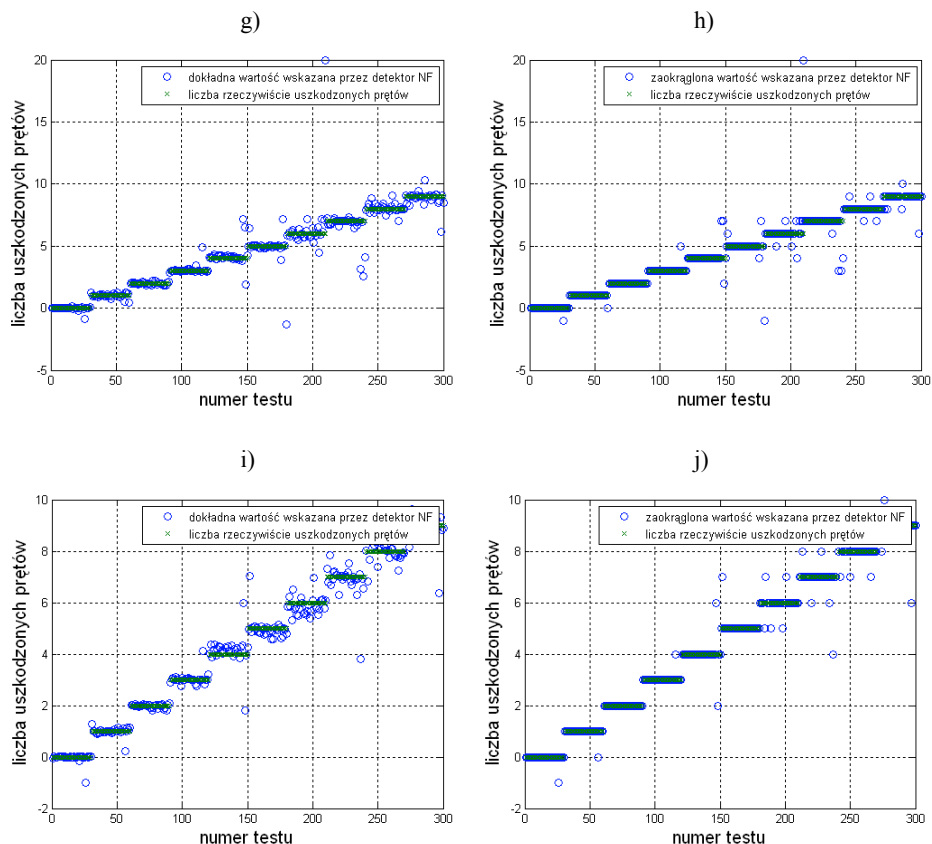 g)
20
15
10
5
0
-5
0 50 100 150 200 250 300
dokładna wartość wskazana przez detektor NF
liczba rzeczywiście uszkodzonych prętów
liczba uszkodzonych prętów
numer testu
h)
20
15
10
5
0
-5
0 50 100 150 200 250 300
zaokrąglona wartość wskazana przez detektor NF
liczba rzeczywiście uszkodzonych prętów
liczba uszkodzonych prętów
numer testu
i)
10
8
6
4
2
0
-2
0 50 100 150 200 250 300
dokładna wartość wskazana przez detektor NF
liczba rzeczywiście uszkodzonych prętów
liczba uszkodzonych prętów
numer testu
j)
10
8
6
4
2
0
-2
0 50 100 150 200 250 300
zaokrąglona wartość wskazana przez detektor NF
liczba rzeczywiście uszkodzonych prętów
liczba uszkodzonych prętów
numer testu